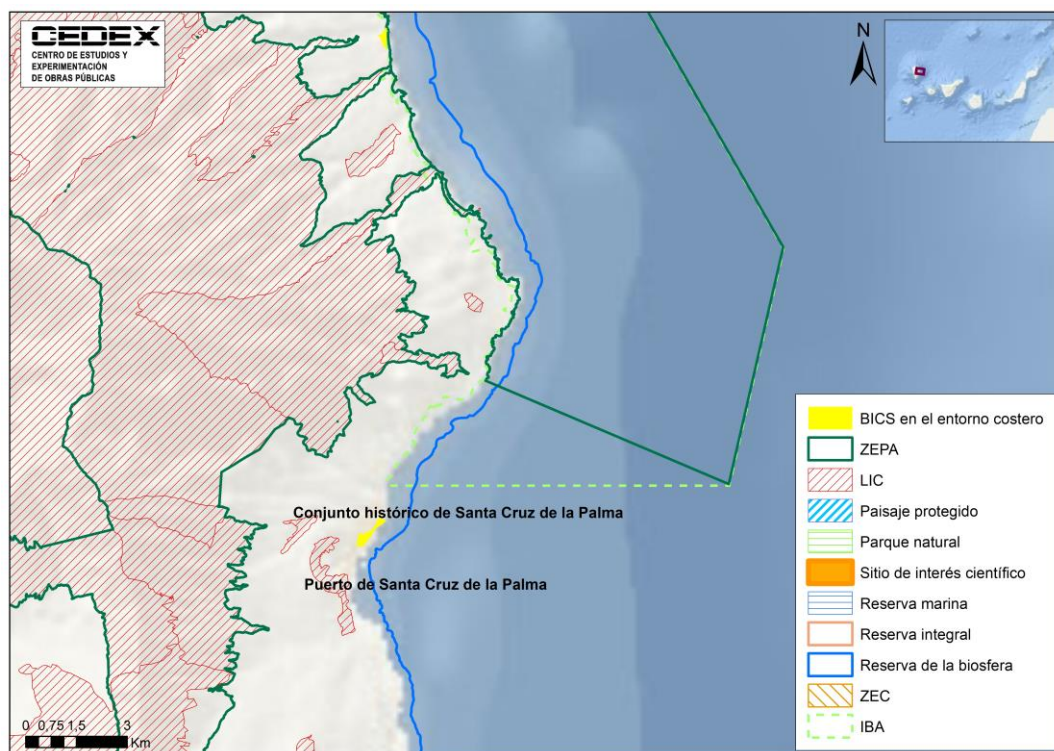 CEDEX
CENTRO DE ESTUDIOS Y
EXPERIMENTACIÓN
DE OBRAS PÚBLICAS
N
Conjunto histórico de Santa Cruz de la Palma
Puerto de Santa Cruz de la Palma
BICS en el entorno costero
ZEPA
LIC
Paisaje protegido
Parque natural
Sitio de interés científico
Reserva marina
Reserva integral
Reserva de la biosfera
ZEC
IBA
0 0,75 1,5 3
Km